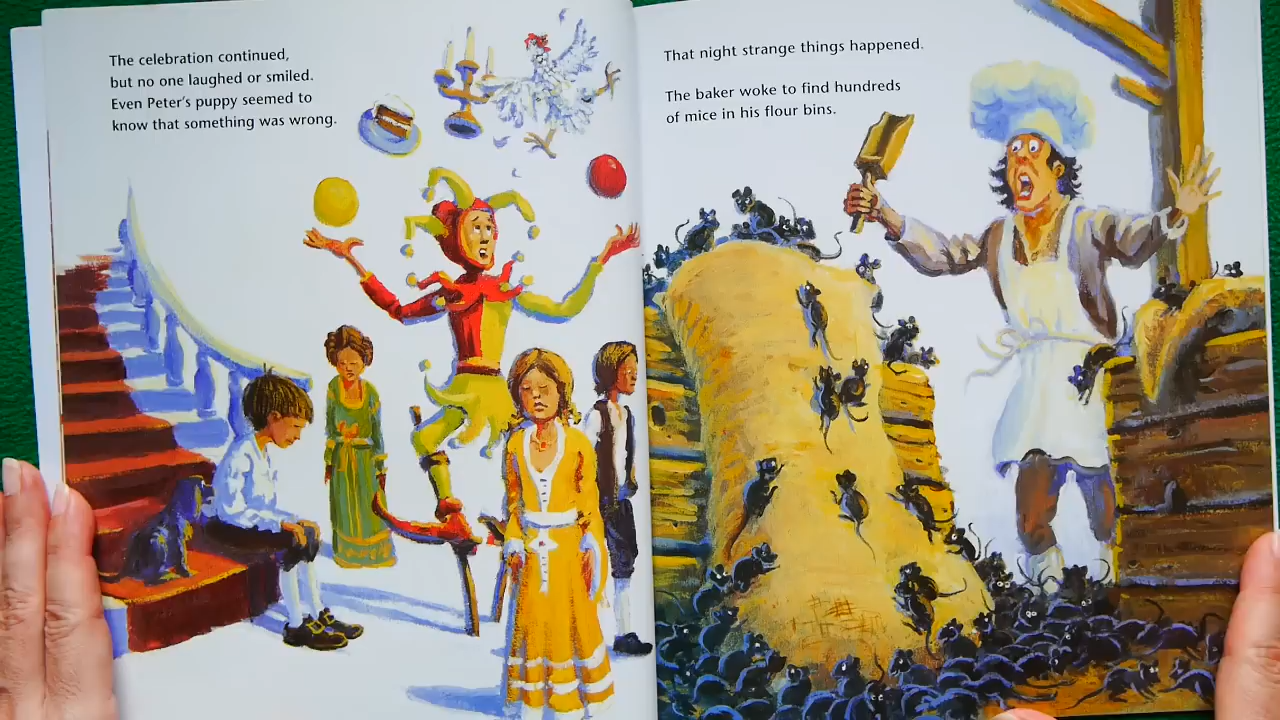 The celebration continued,
but no one laughed or smiled.
Even Peter's puppy seemed to
know that something was wrong.
That night strange things happened.
The baker woke to find hundreds
of mice in his flour bins.